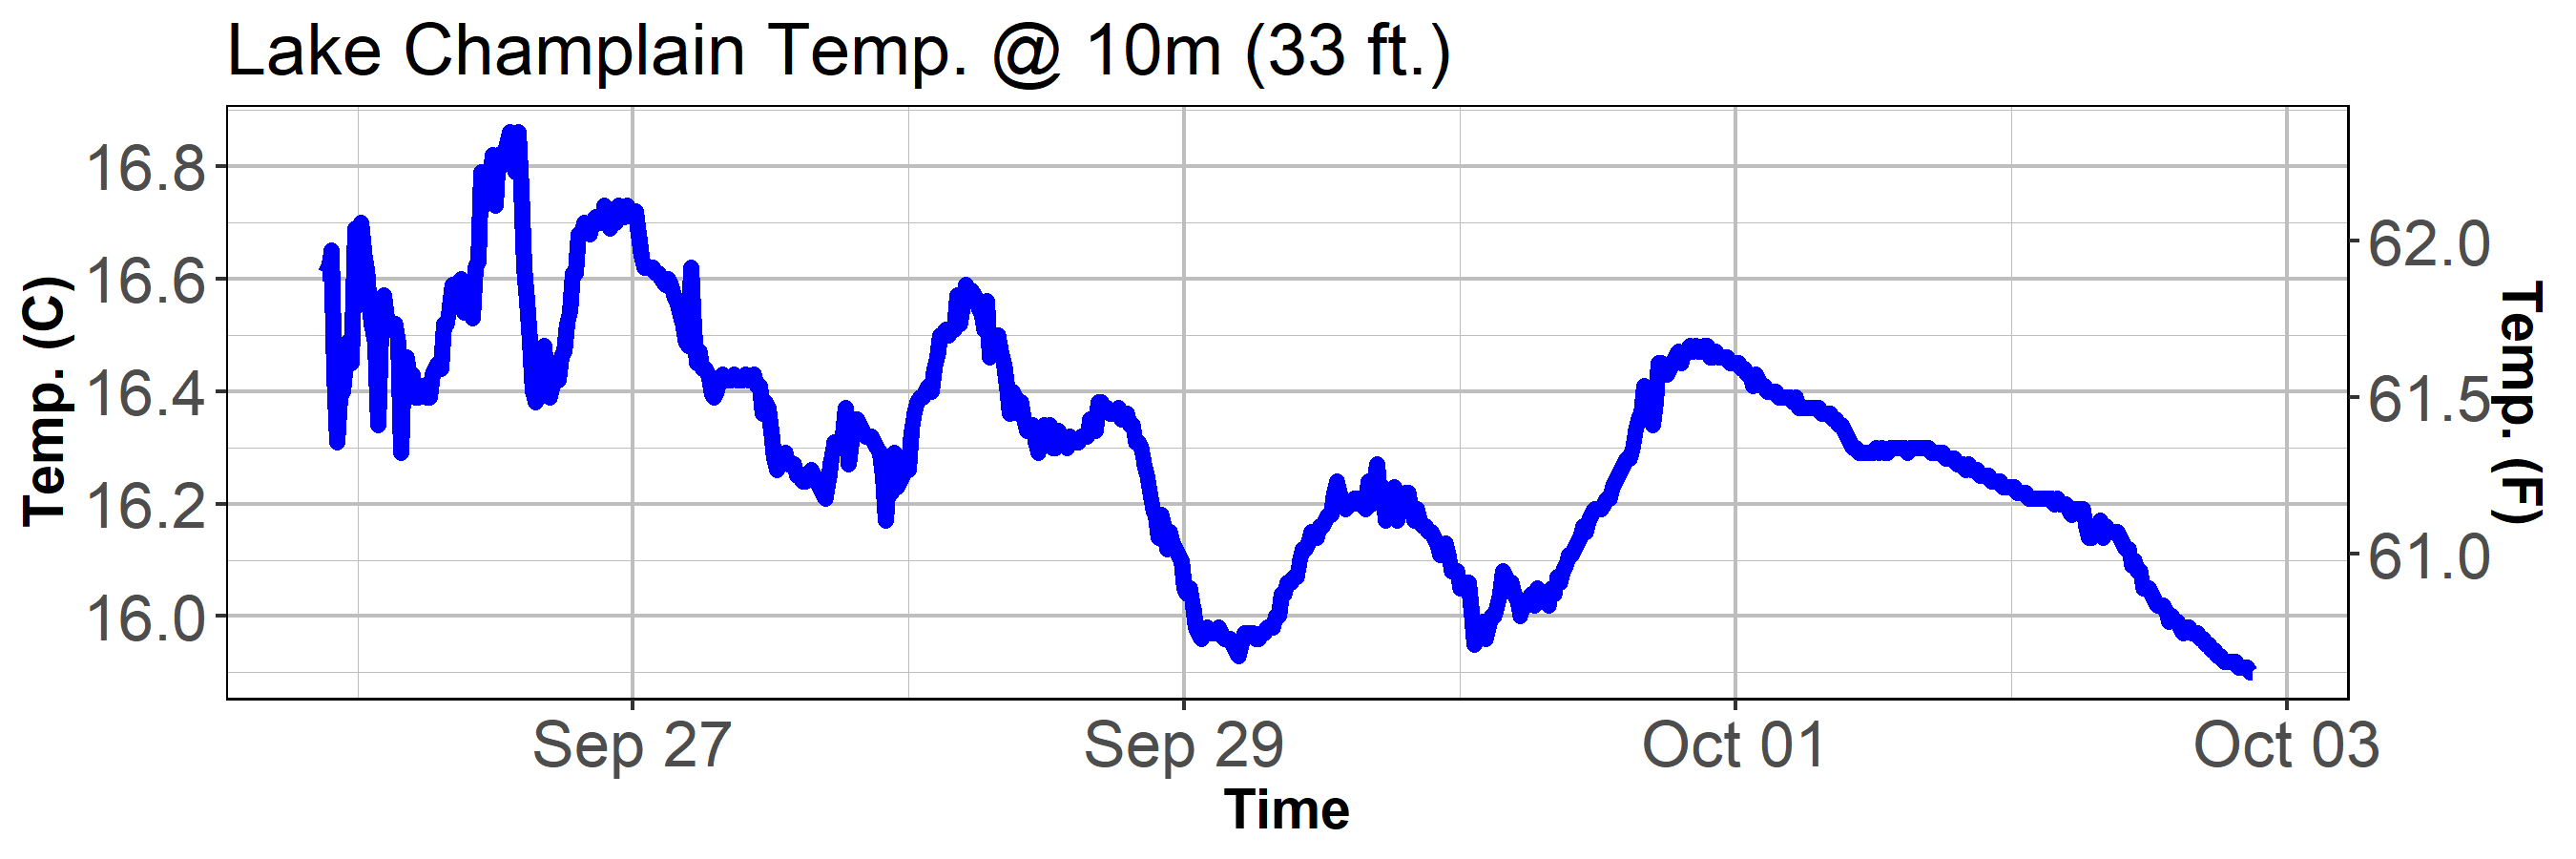 Lake Champlain Temp. @ 10m (33 ft.)
Temp. (C)
16.8
16.6
16.4
16.2
16.0
62.0
61.5
61.0
Temp. (F)
Sep 27
Sep 29
Oct 01
Oct 03
Time